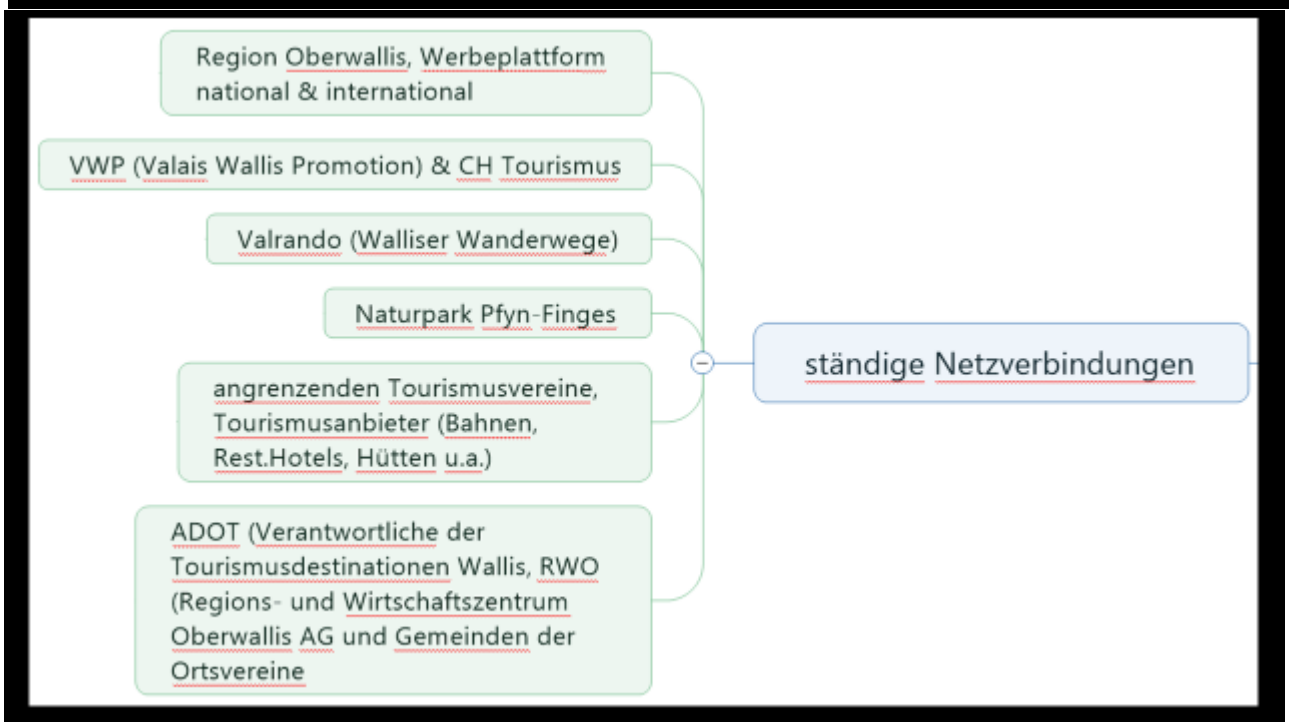 Region Oberwallis, Werbeplattform
national & international
VWP (Valais Wallis Promotion) & CH Tourismus
Valrando (Walliser Wanderwege)
Naturpark Pfyn-Finges
angrenzenden Tourismusvereine,
Tourismusanbieter (Bahnen,
Rest.Hotels, Hütten u.a.)
ADOT (Verantwortliche der
Tourismusdestinationen Wallis, RWO
(Regions- und Wirtschaftszentrum
Oberwallis AG und Gemeinden der
Ortsvereine
ständige Netzverbindungen